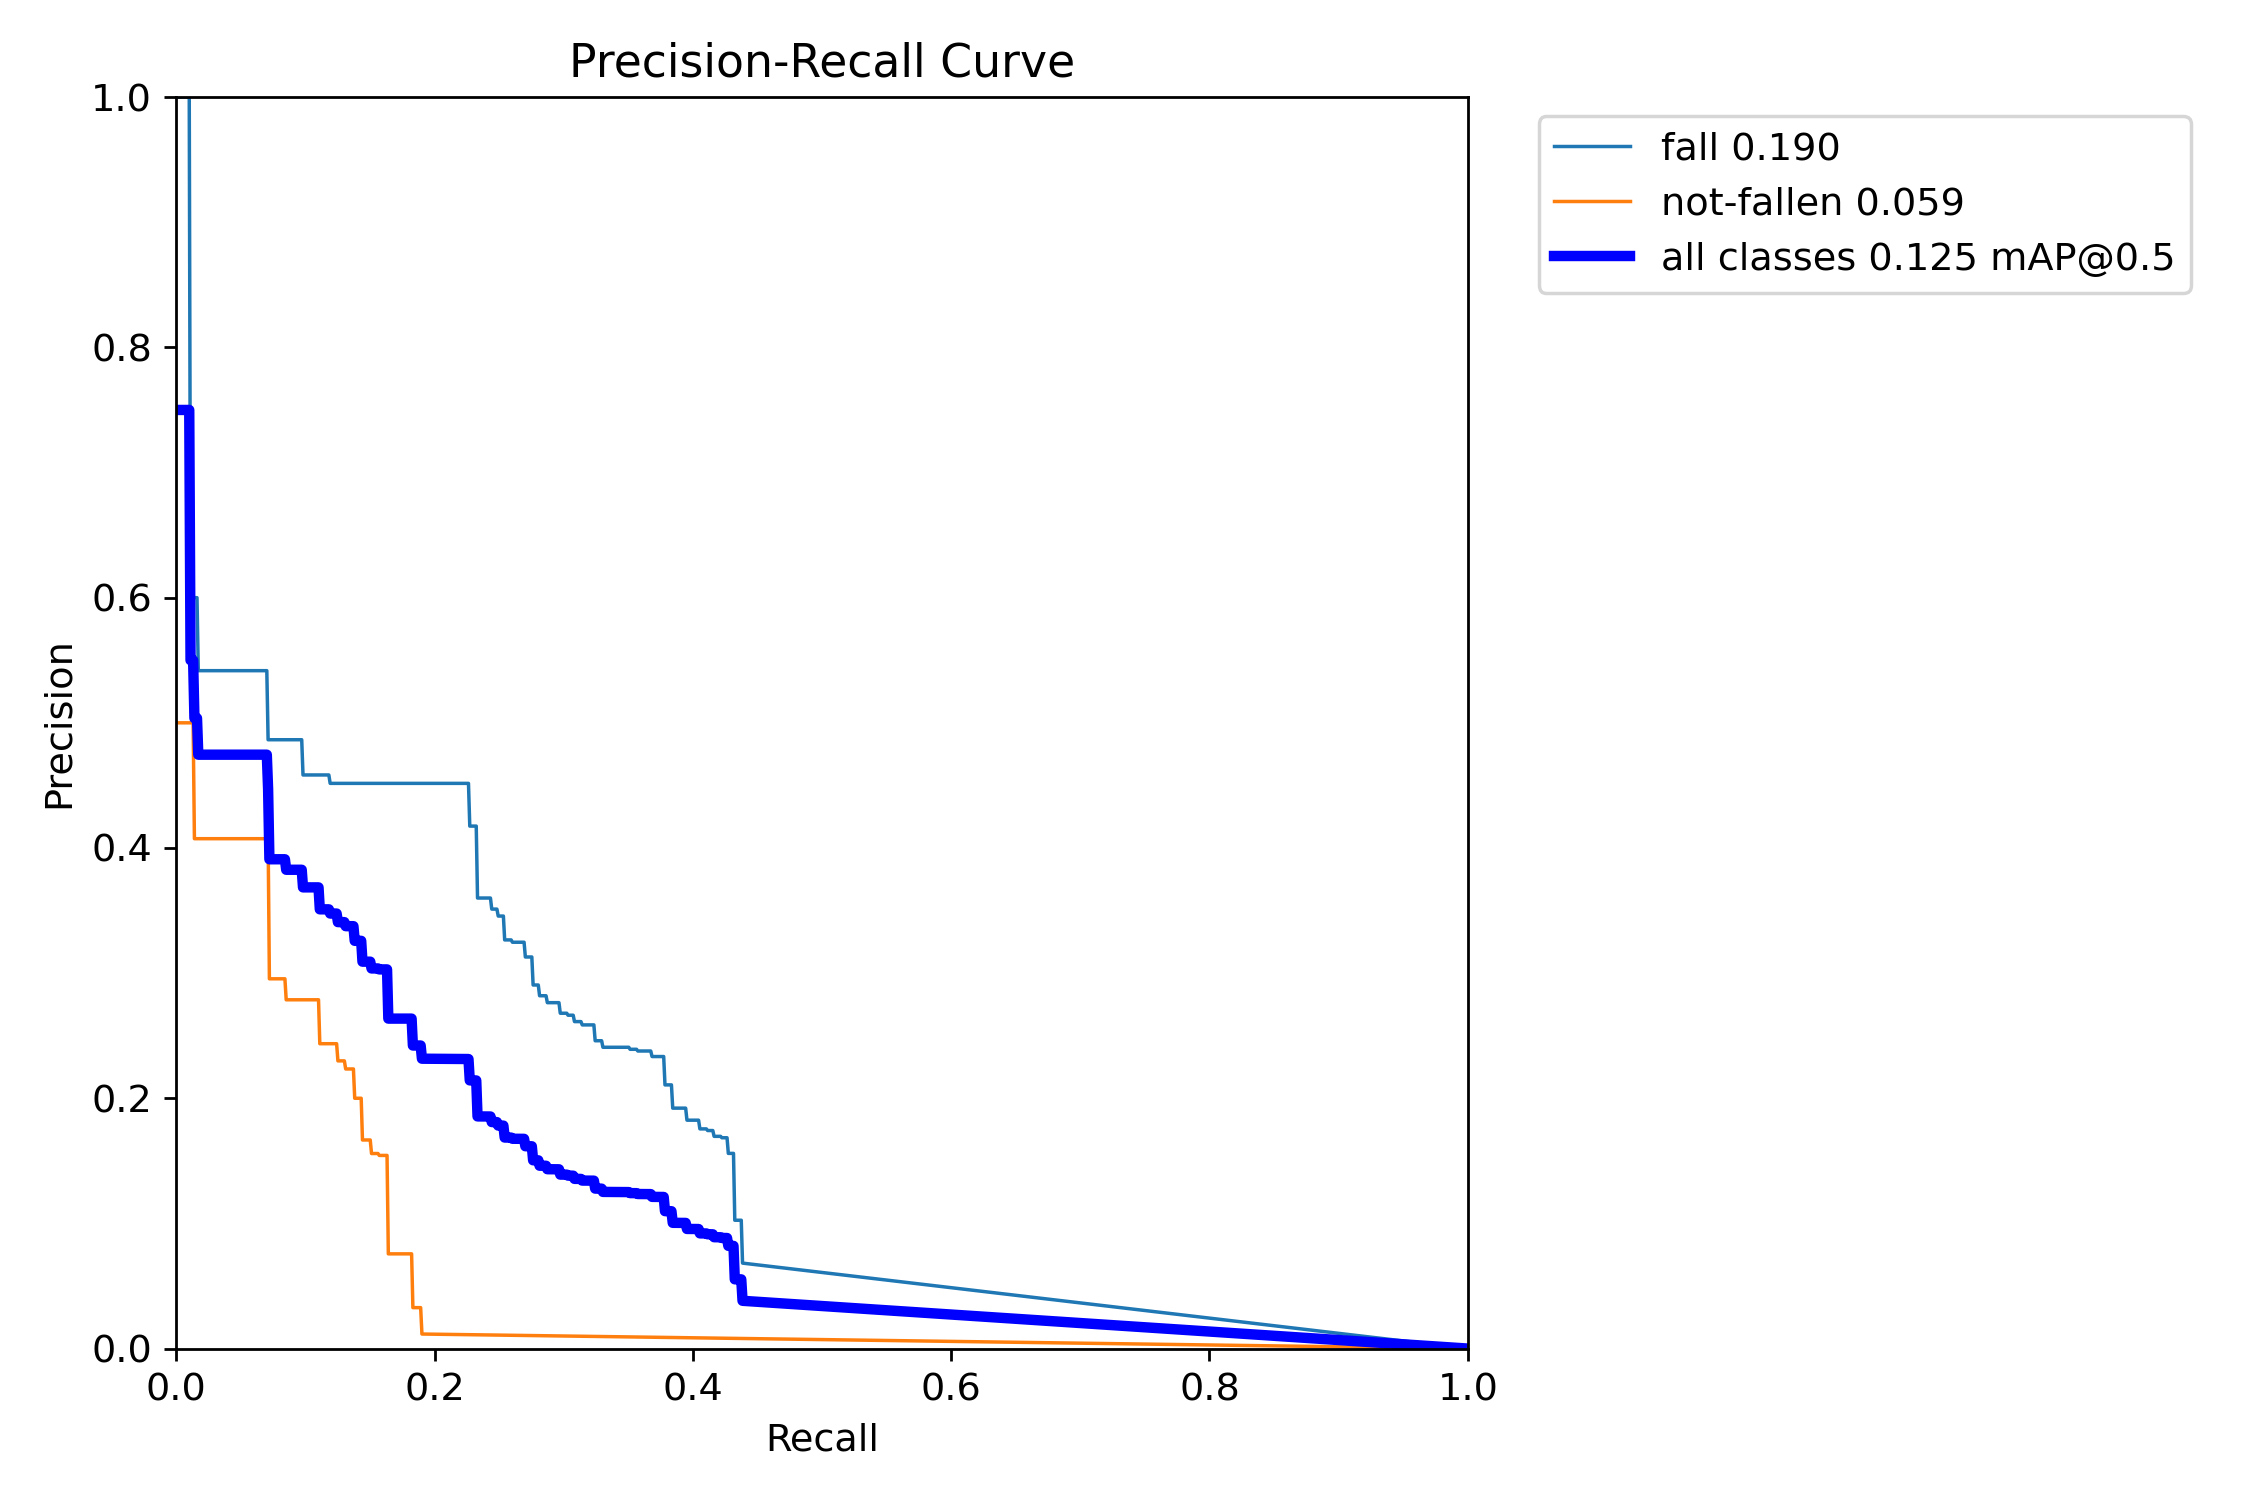 Precision-Recall Curve
1.0
0.8
0.6
0.4
0.2
0.0
Precision
0.0 0.2 0.4 0.6 0.8 1.0
Recall
fall 0.190
not-fallen 0.059
all classes 0.125 mAP@0.5